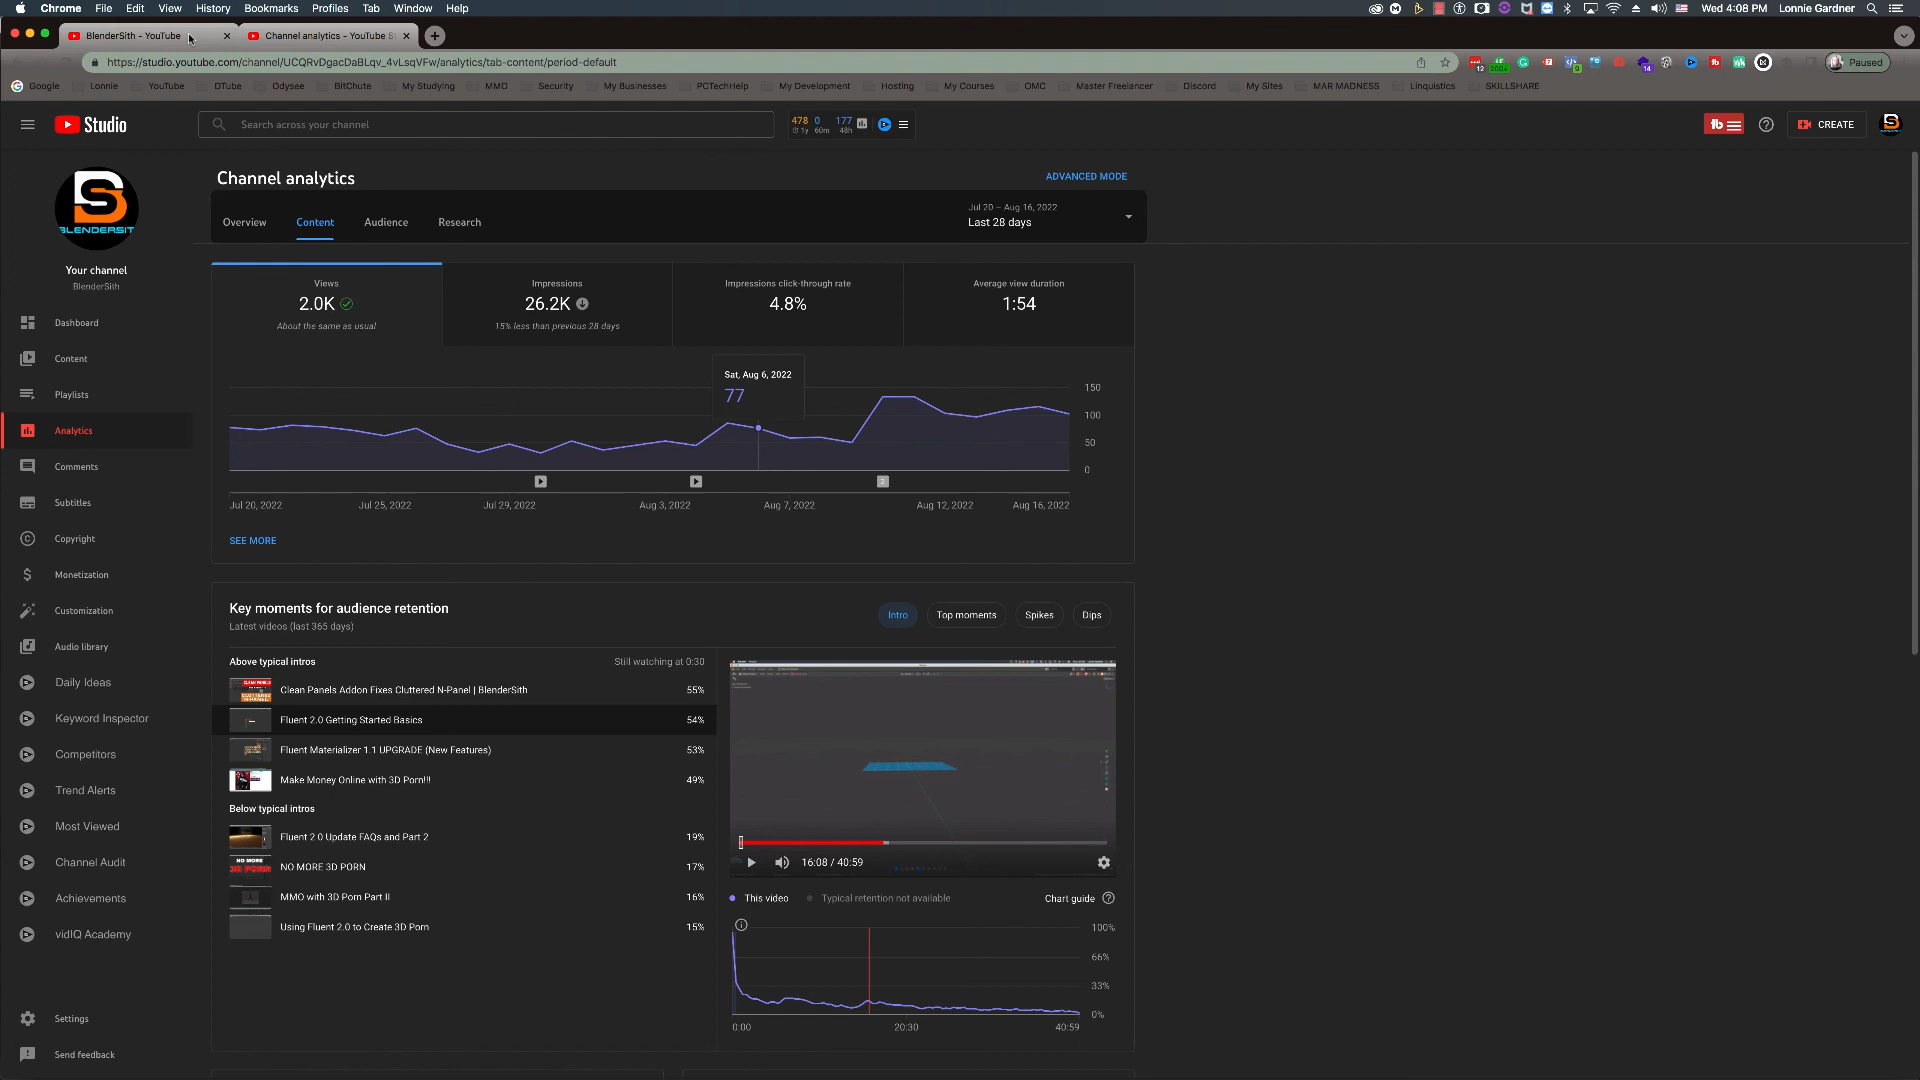 Chrome File Edit View History Bookmarks Profiles Tab Window Help Wed 4:08 PM Lonnie Gardner
BlenderSith - YouTube Channel analytics - YouTube S
https://studio.youtube.com/channel/UCQRvDgacDaBLqv_4vLsqVFw/analytics/tab-content/period-default Paused
Google Lonnie YouTube DTube Odysee BitChute My Studying MMO Security My Businesses PCTechHelp My Development Hosting My Courses OMC Master Freelancer Discord My Sites MAR MADNESS Linquistics SKILLSHARE
Studio
Search across your channel
478 0 177
1y 60m 48h
CREATE
Channel analytics
ADVANCED MODE
Overview Content Audience Research
Jul 20 – Aug 16, 2022
Last 28 days
BLENDERSIT
Your channel
BlenderSith
Dashboard
Content
Playlists
Analytics
Comments
Subtitles
Copyright
Monetization
Customization
Audio library
Daily Ideas
Keyword Inspector
Competitors
Trend Alerts
Most Viewed
Channel Audit
Achievements
vidIQ Academy
Settings
Send feedback
Views
2.0K
About the same as usual
Impressions
26.2K
15% less than previous 28 days
Impressions click-through rate
4.8%
Average view duration
1:54
Sat, Aug 6, 2022
77
150
100
50
0
2
Jul 20, 2022 Jul 25, 2022 Jul 29, 2022 Aug 3, 2022 Aug 7, 2022 Aug 12, 2022 Aug 16, 2022
SEE MORE
Key moments for audience retention
Latest videos (last 365 days)
Intro Top moments Spikes Dips
Above typical intros Still watching at 0:30
Clean Panels Addon Fixes Cluttered N-Panel | BlenderSith 55%
Fluent 2.0 Getting Started Basics 54%
Fluent Materializer 1.1 UPGRADE (New Features) 53%
Make Money Online with 3D Porn!!! 49%
Below typical intros
Fluent 2.0 Update FAQs and Part 2 19%
NO MORE 3D PORN 17%
MMO with 3D Porn Part II 16%
Using Fluent 2.0 to Create 3D Porn 15%
16:08 / 40:59
This video Typical retention not available Chart guide
100%
66%
33%
0%
0:00 20:30 40:59